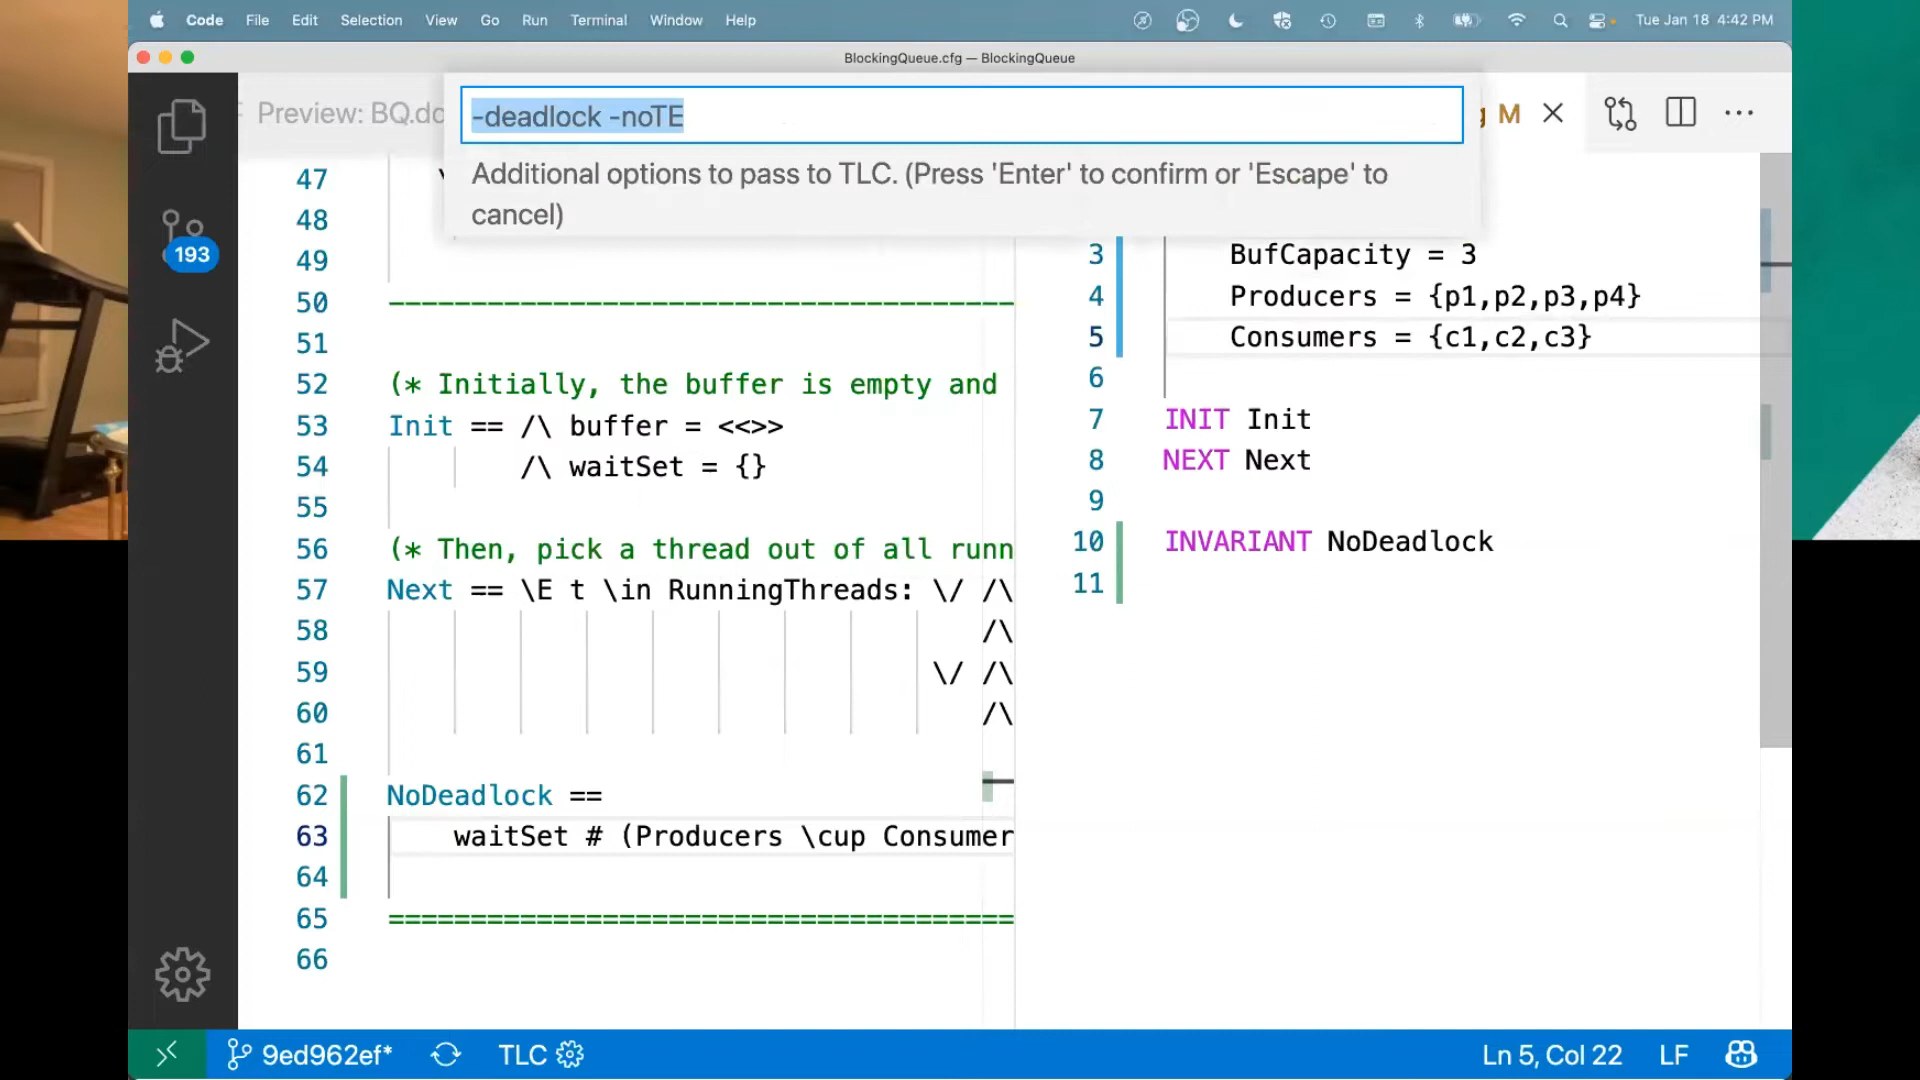 Code File Edit Selection View Go Run Terminal Window Help Tue Jan 18 4:42 PM
BlockingQueue.cfg — BlockingQueue
Preview: BQ.do
-deadlock -noTE
M
Additional options to pass to TLC. (Press 'Enter' to confirm or 'Escape' to
cancel)
193
47
48
49
50 --------------------------------------
51
52 (* Initially, the buffer is empty and
53 Init == /\ buffer = <<>>
54 /\ waitSet = {}
55
56 (* Then, pick a thread out of all runn
57 Next == \E t \in RunningThreads: \/ /\
58 /\
59 \/ /\
60 /\
61
62 NoDeadlock ==
63 waitSet # (Producers \cup Consumer
64
65 ======================================
66
3 BufCapacity = 3
4 Producers = {p1,p2,p3,p4}
5 Consumers = {c1,c2,c3}
6
7 INIT Init
8 NEXT Next
9
10 INVARIANT NoDeadlock
11
9ed962ef* TLC Ln 5, Col 22 LF